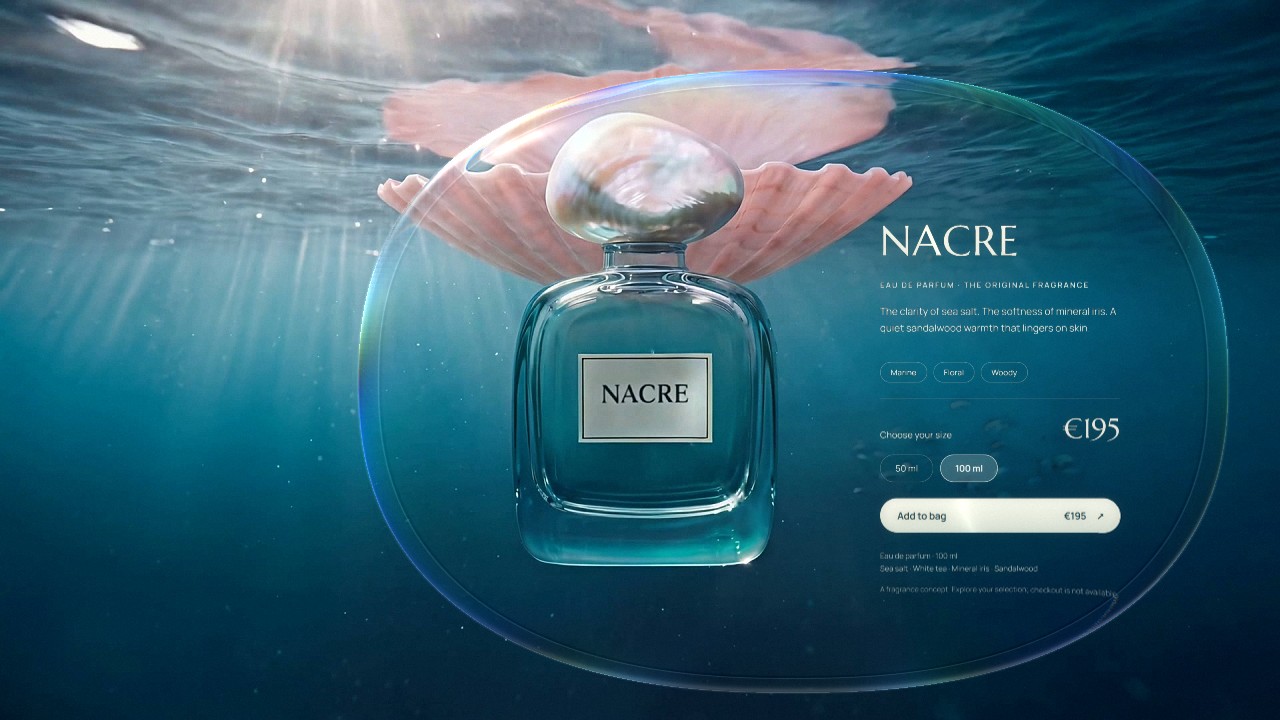 NACRE
NACRE
EAU DE PARFUM · THE ORIGINAL FRAGRANCE
The clarity of sea salt. The softness of mineral iris. A
quiet sandalwood warmth that lingers on skin
Marine Floral Woody
Choose your size €195
50 ml 100 ml
Add to bag €195 ↗
Eau de parfum · 100 ml
Sea salt · White tea · Mineral iris · Sandalwood
A fragrance concept. Explore your selection; checkout is not available